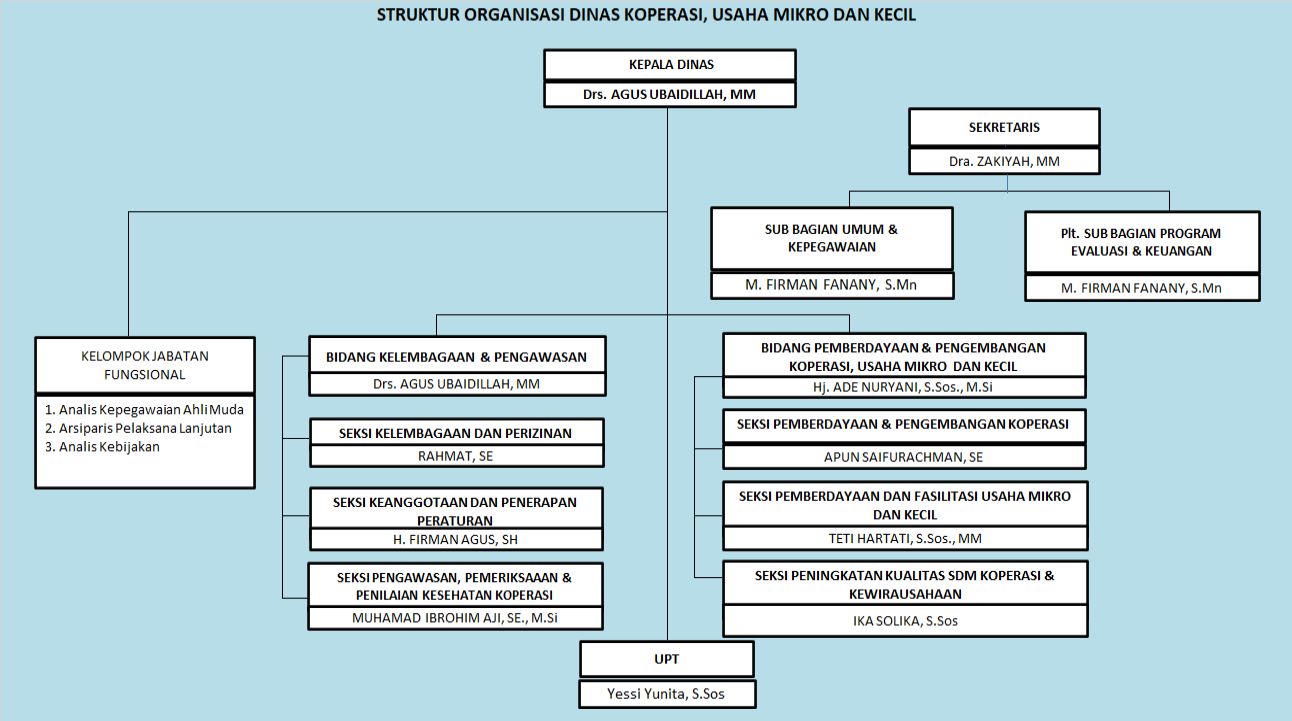 STRUKTUR ORGANISASI DINAS KOPERASI, USAHA MIKRO DAN KECIL
KEPALA DINAS
Drs. AGUS UBAIDILLAH, MM
SEKRETARIS
Dra. ZAKIYAH, MM
SUB BAGIAN UMUM &
KEPEGAWAIAN
M. FIRMAN FANANY, S.Mn
Plt. SUB BAGIAN PROGRAM
EVALUASI & KEUANGAN
M. FIRMAN FANANY, S.Mn
KELOMPOK JABATAN
FUNGSIONAL
1. Analis Kepegawaian Ahli Muda
2. Arsiparis Pelaksana Lanjutan
3. Analis Kebijakan
BIDANG KELEMBAGAAN & PENGAWASAN
Drs. AGUS UBAIDILLAH, MM
SEKSI KELEMBAGAAN DAN PERIZINAN
RAHMAT, SE
SEKSI KEANGGOTAAN DAN PENERAPAN
PERATURAN
H. FIRMAN AGUS, SH
SEKSI PENGAWASAN, PEMERIKSAAAN &
PENILAIAN KESEHATAN KOPERASI
MUHAMAD IBROHIM AJI, SE., M.Si
BIDANG PEMBERDAYAAN & PENGEMBANGAN
KOPERASI, USAHA MIKRO DAN KECIL
Hj. ADE NURYANI, S.Sos., M.Si
SEKSI PEMBERDAYAAN & PENGEMBANGAN KOPERASI
APUN SAIFURACHMAN, SE
SEKSI PEMBERDAYAAN DAN FASILITASI USAHA MIKRO
DAN KECIL
TETI HARTATI, S.Sos., MM
SEKSI PENINGKATAN KUALITAS SDM KOPERASI &
KEWIRAUSAHAAN
IKA SOLIKA, S.Sos
UPT
Yessi Yunita, S.Sos